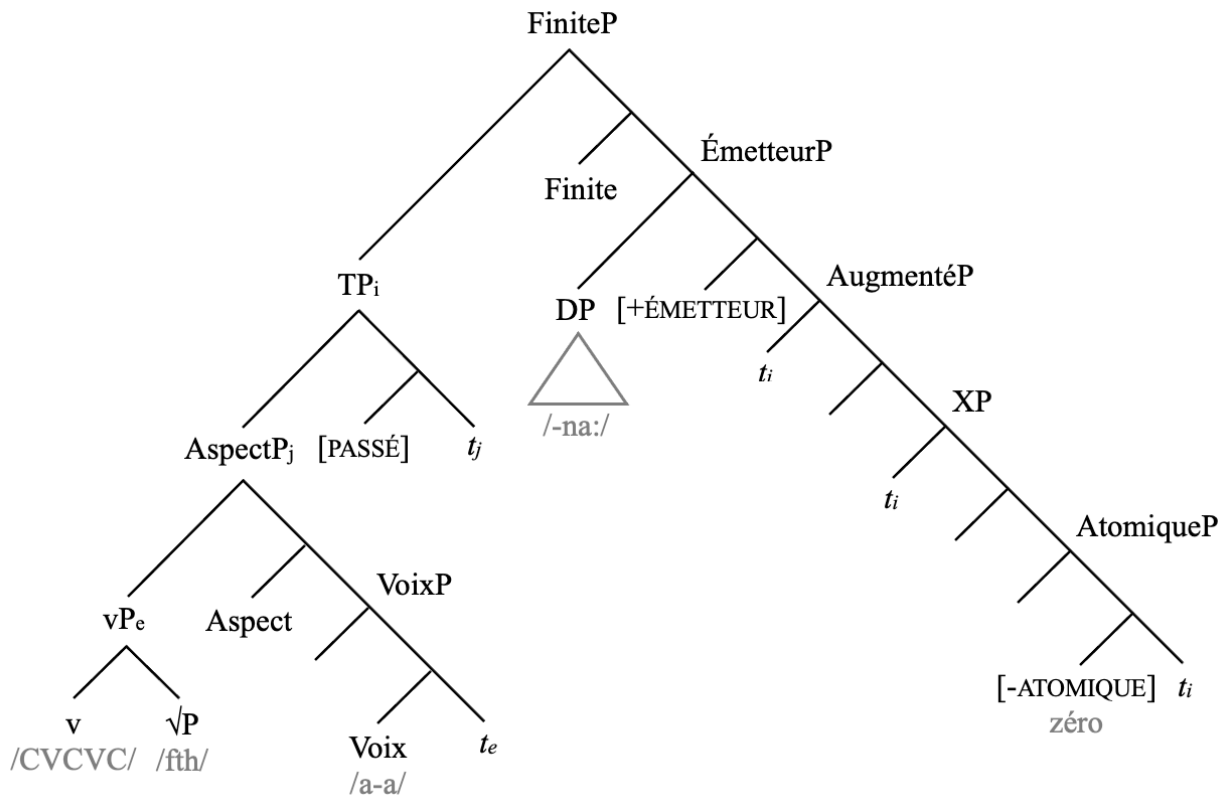 FiniteP
ÉmetteurP
Finite
AugmentéP
TPᵢ
DP [+ÉMETTEUR]
tᵢ
/-na:/
XP
AspectPⱼ [PASSÉ] tⱼ
tᵢ
AtomiqueP
VoixP
vPₑ Aspect
[-ATOMIQUE] tᵢ
v √P
zéro
Voix tₑ
/CVCVC/ /fth/
/a-a/